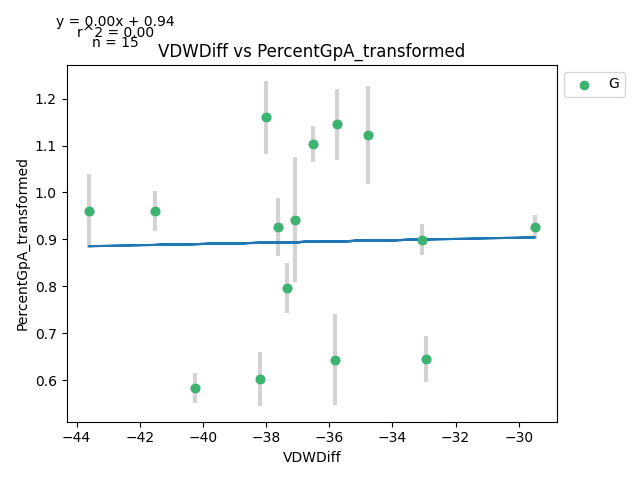 y = 0.00x + 0.94
r^2 = 0.00
n = 15
VDWDiff vs PercentGpA_transformed
G
PercentGpA_transformed
1.2
1.1
1.0
0.9
0.8
0.7
0.6
−44 −42 −40 −38 −36 −34 −32 −30
VDWDiff